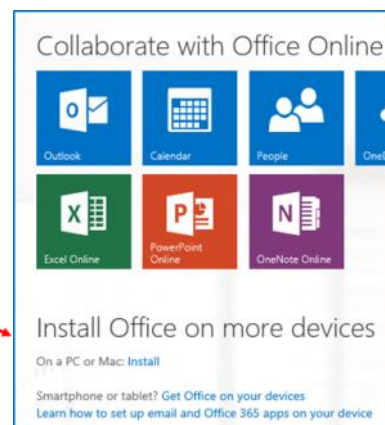 Collaborate with Office Online
Outlook
Calendar
People
Excel Online
PowerPoint
Online
OneNote Online
Install Office on more devices
On a PC or Mac: Install
Smartphone or tablet? Get Office on your devices
Learn how to set up email and Office 365 apps on your device